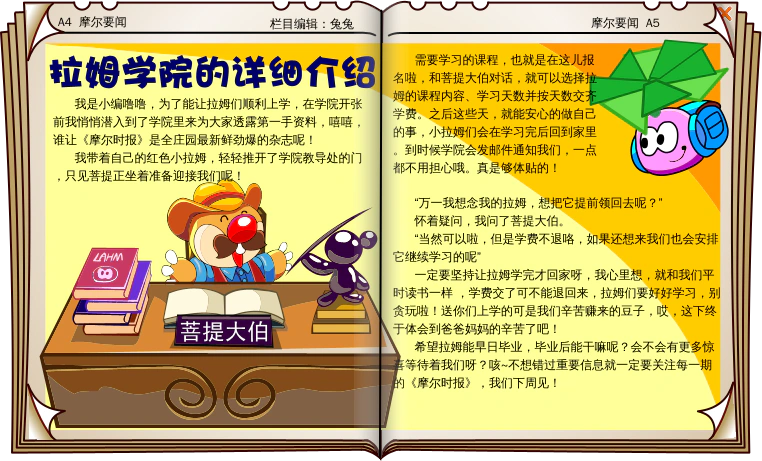 A4 摩尔要闻
栏目编辑：兔兔
拉姆学院的详细介绍
我是小编噜噜，为了能让拉姆们顺利上学，在学院开张
前我悄悄潜入到了学院里来为大家透露第一手资料，嘻嘻，
谁让《摩尔时报》是全庄园最新鲜劲爆的杂志呢！
我带着自己的红色小拉姆，轻轻推开了学院教导处的门
，只见菩提正坐着准备迎接我们呢！
LAHM
菩提大伯
摩尔要闻 A5
需要学习的课程，也就是在这儿报
名啦，和菩提大伯对话，就可以选择拉
姆的课程内容、学习天数并按天数交齐
学费。之后这些天，就能安心的做自己
的事，小拉姆们会在学习完后回到家里
。到时候学院会发邮件通知我们，一点
都不用担心哦。真是够体贴的！
“万一我想念我的拉姆，想把它提前领回去呢？”
怀着疑问，我问了菩提大伯。
“当然可以啦，但是学费不退咯，如果还想来我们也会安排
它继续学习的呢”
一定要坚持让拉姆学完才回家呀，我心里想，就和我们平
时读书一样 ，学费交了可不能退回来，拉姆们要好好学习，别
贪玩啦！送你们上学的可是我们辛苦赚来的豆子，哎，这下终
于体会到爸爸妈妈的辛苦了吧！
希望拉姆能早日毕业，毕业后能干嘛呢？会不会有更多惊
喜等待着我们呀？咳~不想错过重要信息就一定要关注每一期
的《摩尔时报》，我们下周见！